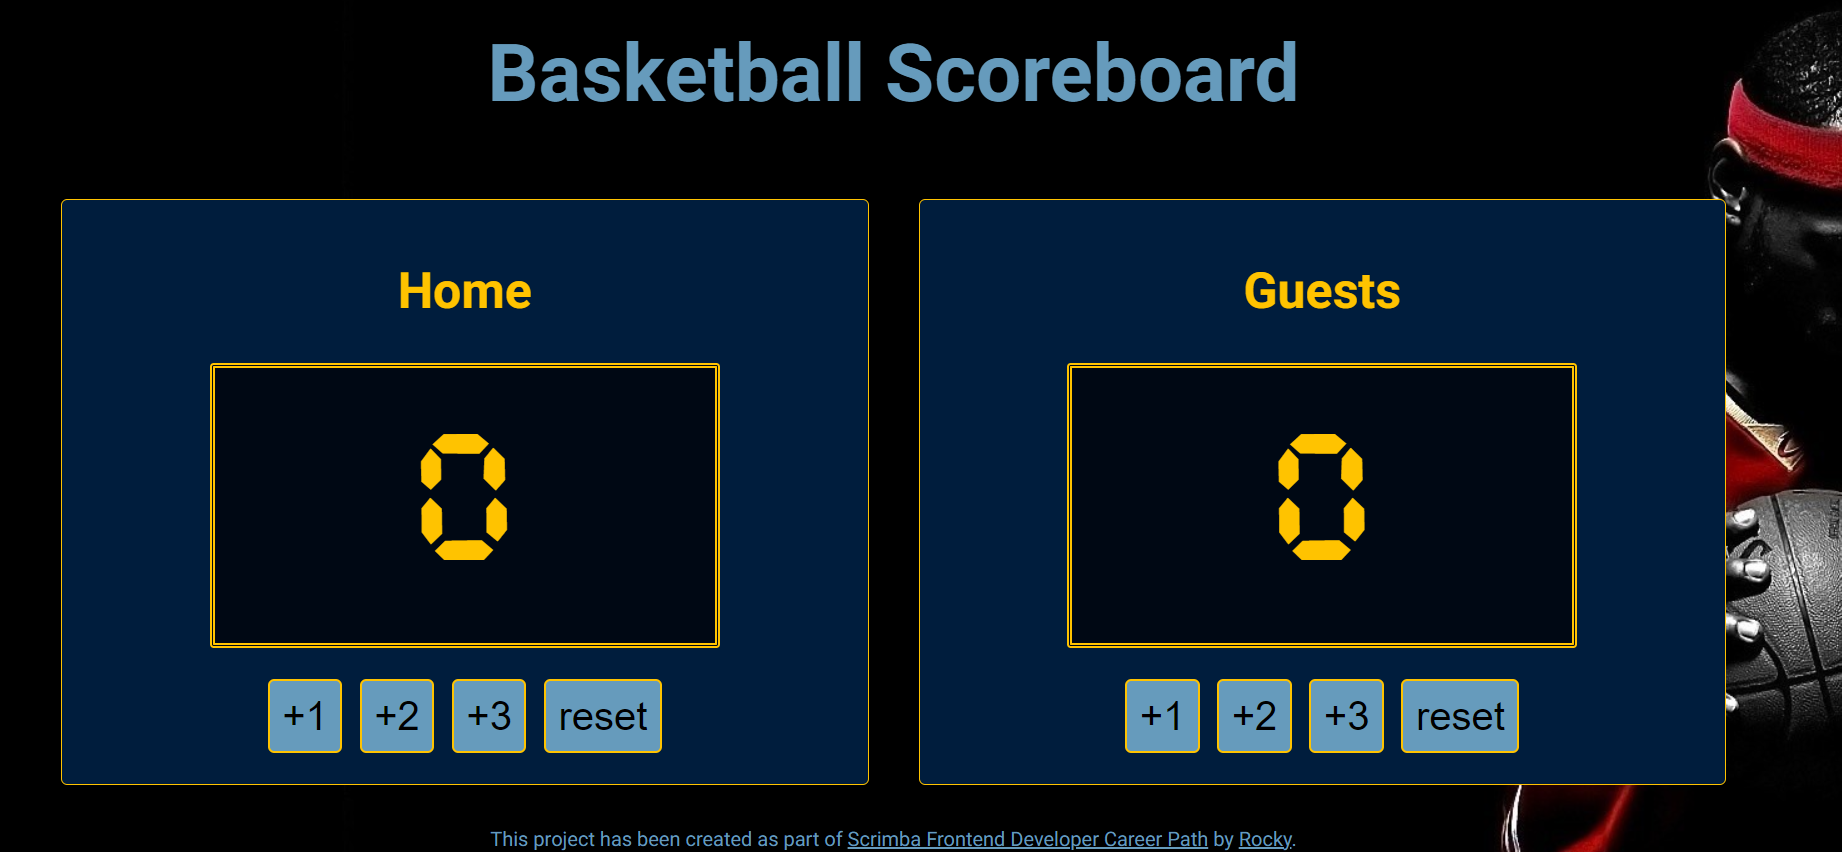 Basketball Scoreboard
Home
0
+1 +2 +3 reset
Guests
0
+1 +2 +3 reset
This project has been created as part of Scrimba Frontend Developer Career Path by Rocky.